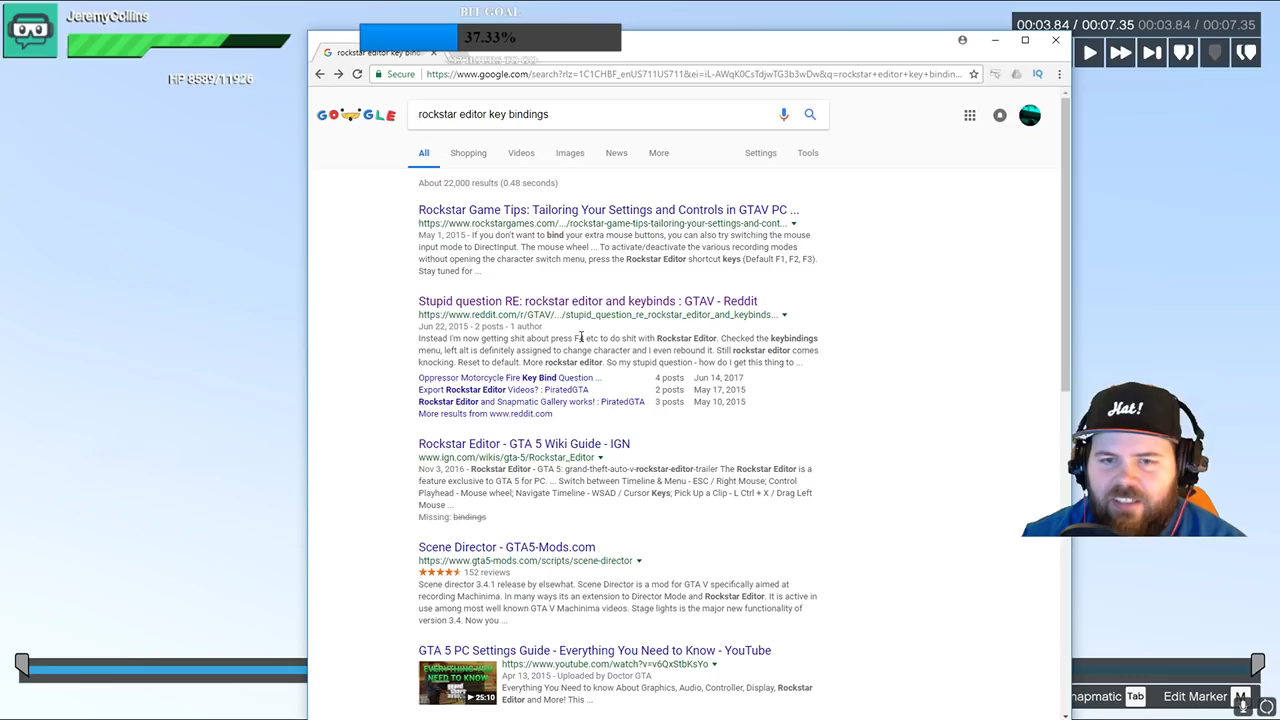 JeremyCollins
HP 8589/11926
BIT GOAL
37.33%
00:03.84 / 00:07.35 00:03.84 / 00:07.35
rockstar editor key bind
Secure
https://www.google.com/search?rlz=1C1CHBF_enUS711US711&ei=iL-AWqK0CsTdjwTG3b3wDw&q=rockstar+editor+key+bindin...
IQ
GOOGLE
rockstar editor key bindings
All Shopping Videos Images News More Settings Tools
About 22,000 results (0.48 seconds)
Rockstar Game Tips: Tailoring Your Settings and Controls in GTAV PC ...
https://www.rockstargames.com/.../rockstar-game-tips-tailoring-your-settings-and-cont...
May 1, 2015 - If you don't want to bind your extra mouse buttons, you can also try switching the mouse
input mode to DirectInput. The mouse wheel ... To activate/deactivate the various recording modes
without opening the character switch menu, press the Rockstar Editor shortcut keys (Default F1, F2, F3).
Stay tuned for ...
Stupid question RE: rockstar editor and keybinds : GTAV - Reddit
https://www.reddit.com/r/GTAV/.../stupid_question_re_rockstar_editor_and_keybinds...
Jun 22, 2015 - 2 posts - 1 author
Instead I'm now getting shit about press F etc to do shit with Rockstar Editor. Checked the keybindings
menu, left alt is definitely assigned to change character and I even rebound it. Still rockstar editor comes
knocking. Reset to default. More rockstar editor. So my stupid question - how do I get this thing to ...
Oppressor Motorcycle Fire Key Bind Question ... 4 posts Jun 14, 2017
Export Rockstar Editor Videos? : PiratedGTA 2 posts May 17, 2015
Rockstar Editor and Snapmatic Gallery works! : PiratedGTA 3 posts May 10, 2015
More results from www.reddit.com
Rockstar Editor - GTA 5 Wiki Guide - IGN
www.ign.com/wikis/gta-5/Rockstar_Editor
Nov 3, 2016 - Rockstar Editor - GTA 5: grand-theft-auto-v-rockstar-editor-trailer The Rockstar Editor is a
feature exclusive to GTA 5 for PC. ... Switch between Timeline & Menu - ESC / Right Mouse; Control
Playhead - Mouse wheel; Navigate Timeline - WSAD / Cursor Keys; Pick Up a Clip - L Ctrl + X / Drag Left
Mouse ...
Missing: bindings
Scene Director - GTA5-Mods.com
https://www.gta5-mods.com/scripts/scene-director
152 reviews
Scene director 3.4.1 release by elsewhat. Scene Director is a mod for GTA V specifically aimed at
recording Machinima. In many ways its an extension to Director Mode and Rockstar Editor. It is active in
use among most well known GTA V Machinima videos. Stage lights is the major new functionality of
version 3.4. Now you ...
GTA 5 PC Settings Guide - Everything You Need to Know - YouTube
https://www.youtube.com/watch?v=v6QxStbKsYo
Apr 13, 2015 - Uploaded by Doctor GTA
Everything You Need to know About Graphics, Audio, Controller, Display, Rockstar
Editor and More! This ...
EVERYTHING YOU
NEED TO KNOW
25:10
Hat!
napmatic Tab Edit Marker M